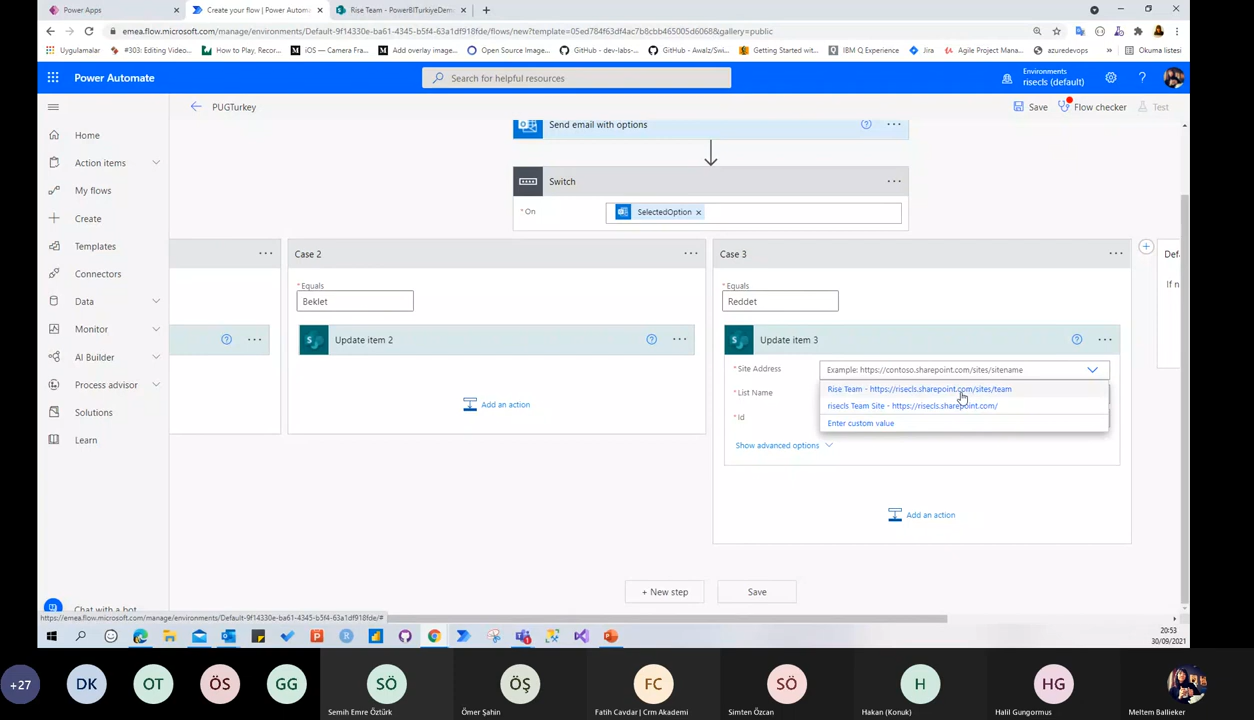 Power Apps
Create your flow | Power Autom
Rise Team - PowerBITurkiyeDem
emea.flow.microsoft.com/manage/environments/Default-9f14330e-ba61-4345-b5f4-63a1df918fde/flows/new?template=05ed784f63df4ac7b8cbb465005d6068&gallery=public
Uygulamalar
#303: Editing Video...
How to Play, Recor...
iOS — Camera Fram...
Add overlay image...
Open Source Imagin...
GitHub - dev-labs-...
GitHub - Awalz/Swi...
Getting Started wit...
IBM Q Experience
Jira
Agile Project Mana...
azuredevops
»
Okuma listesi
Power Automate
Search for helpful resources
Environments
risecls (default)
PUGTurkey
Save
Flow checker
Test
Home
Action items
My flows
Create
Templates
Connectors
Data
Monitor
AI Builder
Process advisor
Solutions
Learn
Chat with a bot
Send email with options
Switch
* On
SelectedOption
Case 2
* Equals
Beklet
Update item 2
Add an action
Case 3
* Equals
Reddet
Update item 3
* Site Address
Example: https://contoso.sharepoint.com/sites/sitename
Rise Team - https://risecls.sharepoint.com/sites/team
* List Name
risecls Team Site - https://risecls.sharepoint.com/
* Id
Enter custom value
Show advanced options
Add an action
If n
+ New step
Save
https://emea.flow.microsoft.com/manage/environments/Default-9f14330e-ba61-4345-b5f4-63a1df918fde/#
20:53
30/09/2021
+27
DK
OT
ÖS
GG
SÖ
Semih Emre Öztürk
ÖŞ
Ömer Şahin
FC
Fatih Cavdar | Crm Akademi
SÖ
Simten Özcan
H
Hakan (Konuk)
HG
Halil Gungormus
Meltem Ballieker